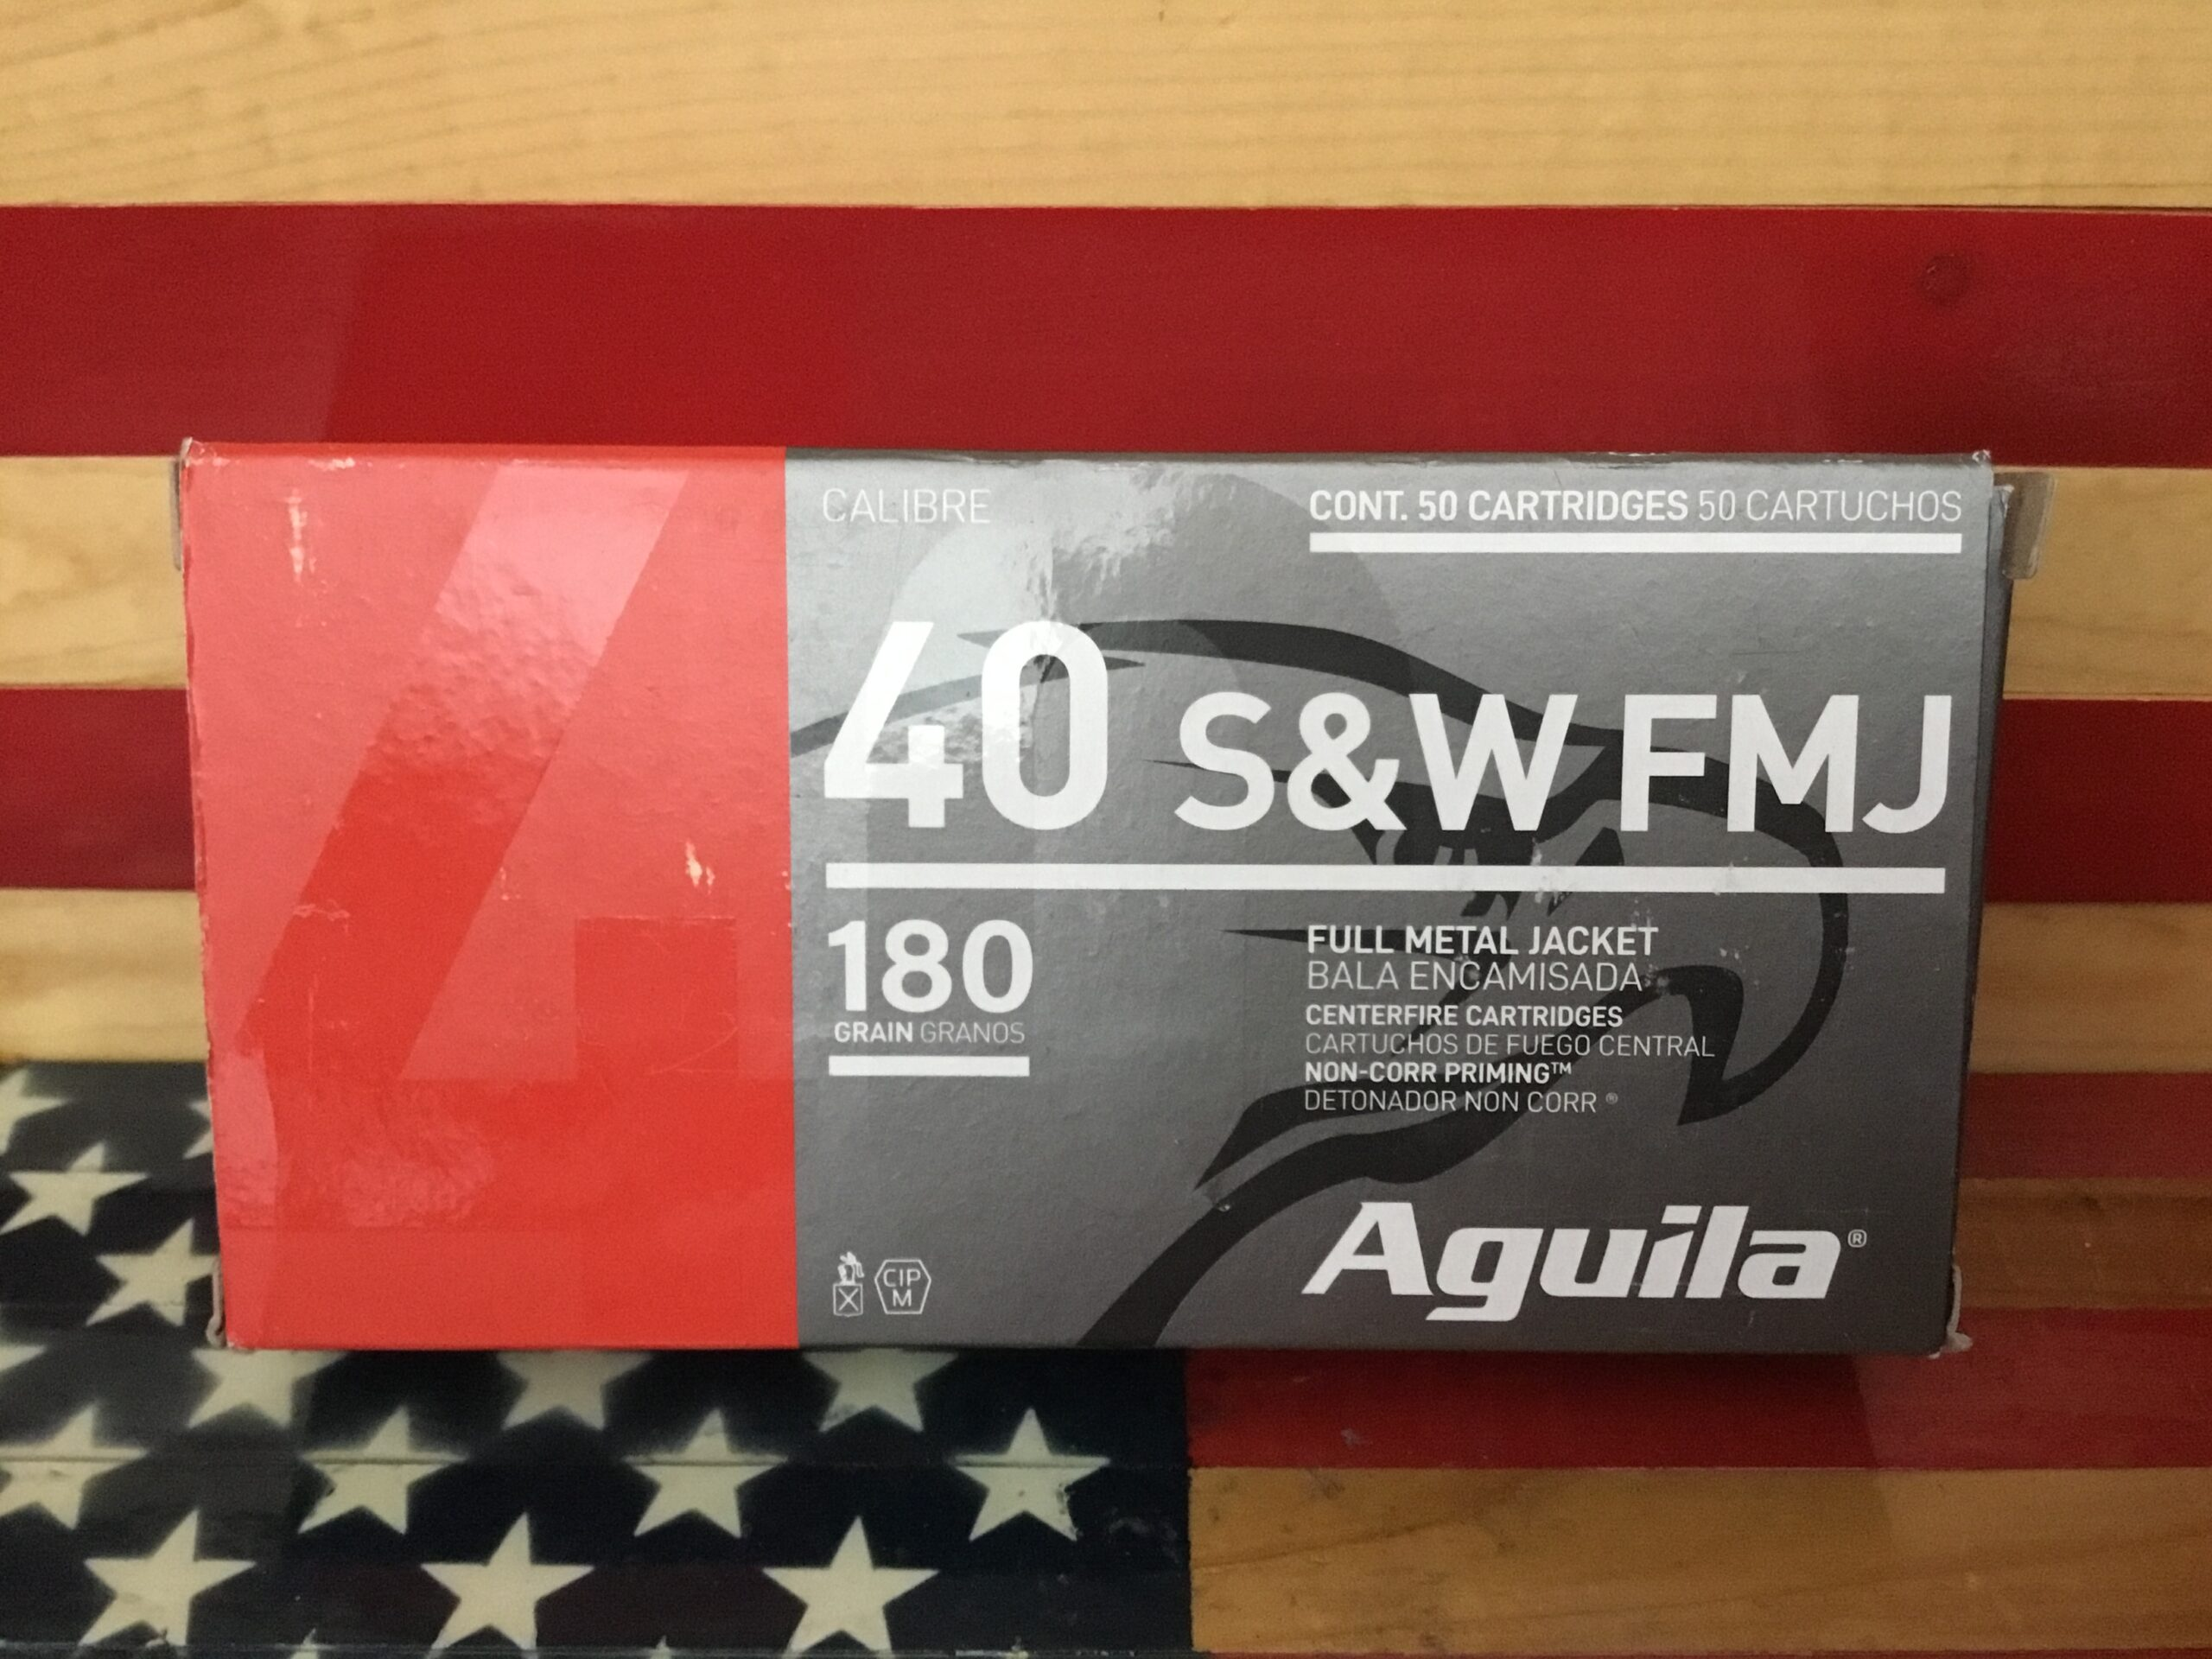 CALIBRE
CONT. 50 CARTRIDGES 50 CARTUCHOS
40 S&W FMJ
180
GRAIN GRANOS
FULL METAL JACKET
BALA ENCAMISADA
CENTERFIRE CARTRIDGES
CARTUCHOS DE FUEGO CENTRAL
NON-CORR PRIMING™
DETONADOR NON CORR ®
CIP
M
Aguila®